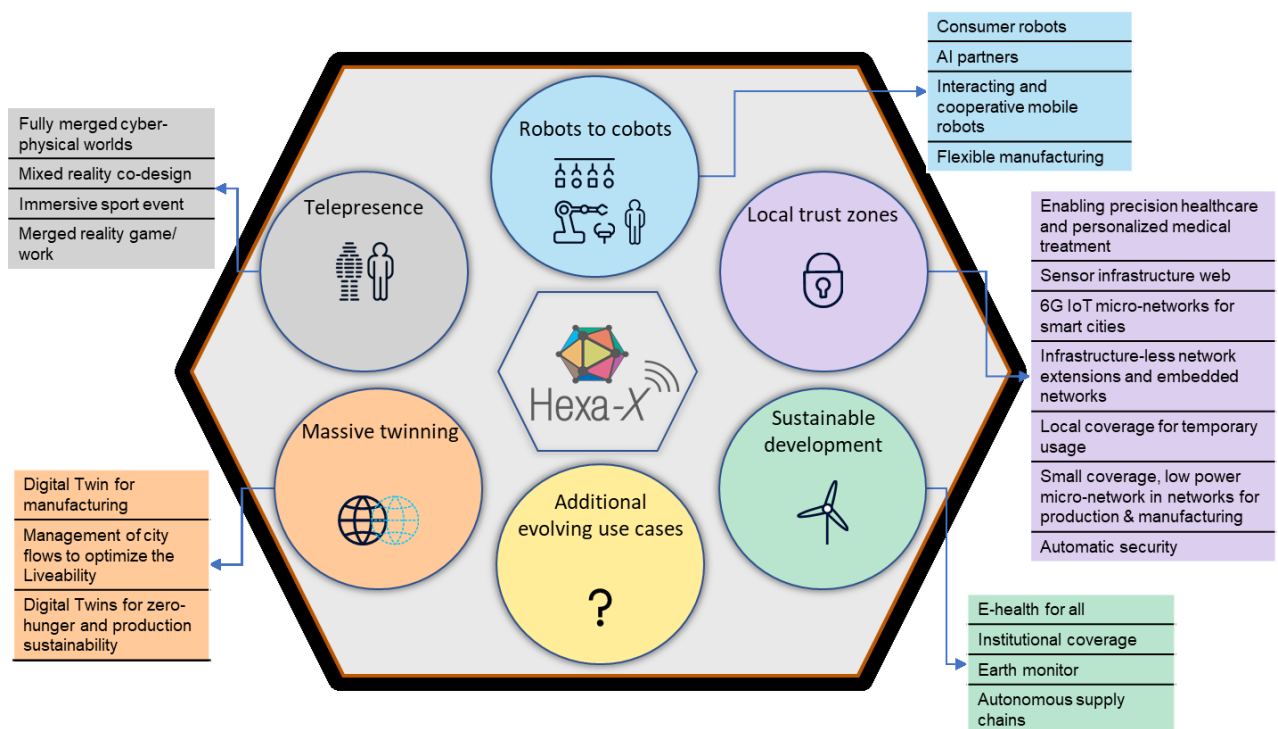 Consumer robots
AI partners
Interacting and
cooperative mobile
robots
Flexible manufacturing
Robots to cobots
Fully merged cyber-
physical worlds
Mixed reality co-design
Immersive sport event
Merged reality game/
work
Telepresence
Local trust zones
Enabling precision healthcare
and personalized medical
treatment
Sensor infrastructure web
6G IoT micro-networks for
smart cities
Infrastructure-less network
extensions and embedded
networks
Local coverage for temporary
usage
Small coverage, low power
micro-network in networks for
production & manufacturing
Automatic security
Hexa-X
Massive twinning
Sustainable
development
Digital Twin for
manufacturing
Management of city
flows to optimize the
Liveability
Digital Twins for zero-
hunger and production
sustainability
Additional
evolving use cases
?
E-health for all
Institutional coverage
Earth monitor
Autonomous supply
chains